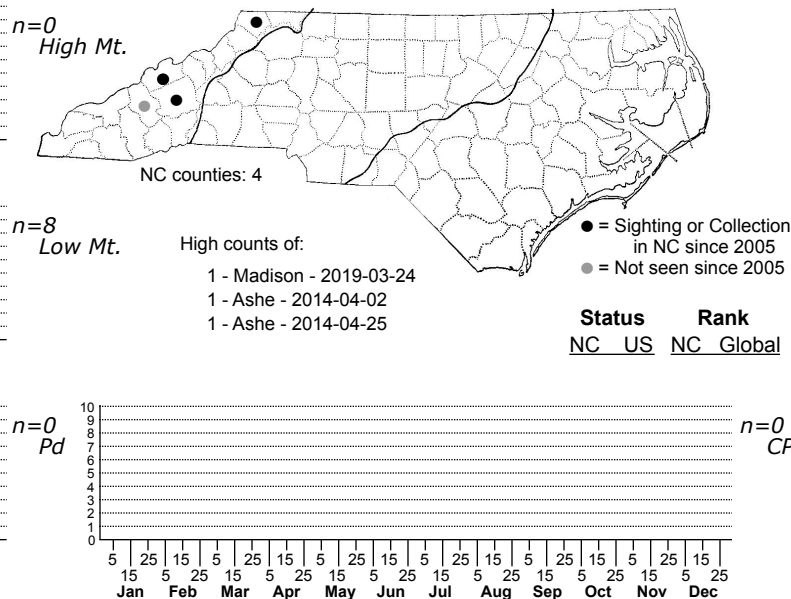 n=0
High Mt.
NC counties: 4
n=8
Low Mt.
High counts of:
1 - Madison - 2019-03-24
1 - Ashe - 2014-04-02
1 - Ashe - 2014-04-25
● = Sighting or Collection
in NC since 2005
● = Not seen since 2005
Status Rank
NC US NC Global
n=0
Pd
10
9
8
7
6
5
4
3
2
1
0
n=0
CP
5 25 15 5 25 15 5 25 15 5 25 15 5 25 15 5 25 15
15 5 25 15 5 25 15 5 25 15 5 25 15 5 25 15 5 25
Jan Feb Mar Apr May Jun Jul Aug Sep Oct Nov Dec